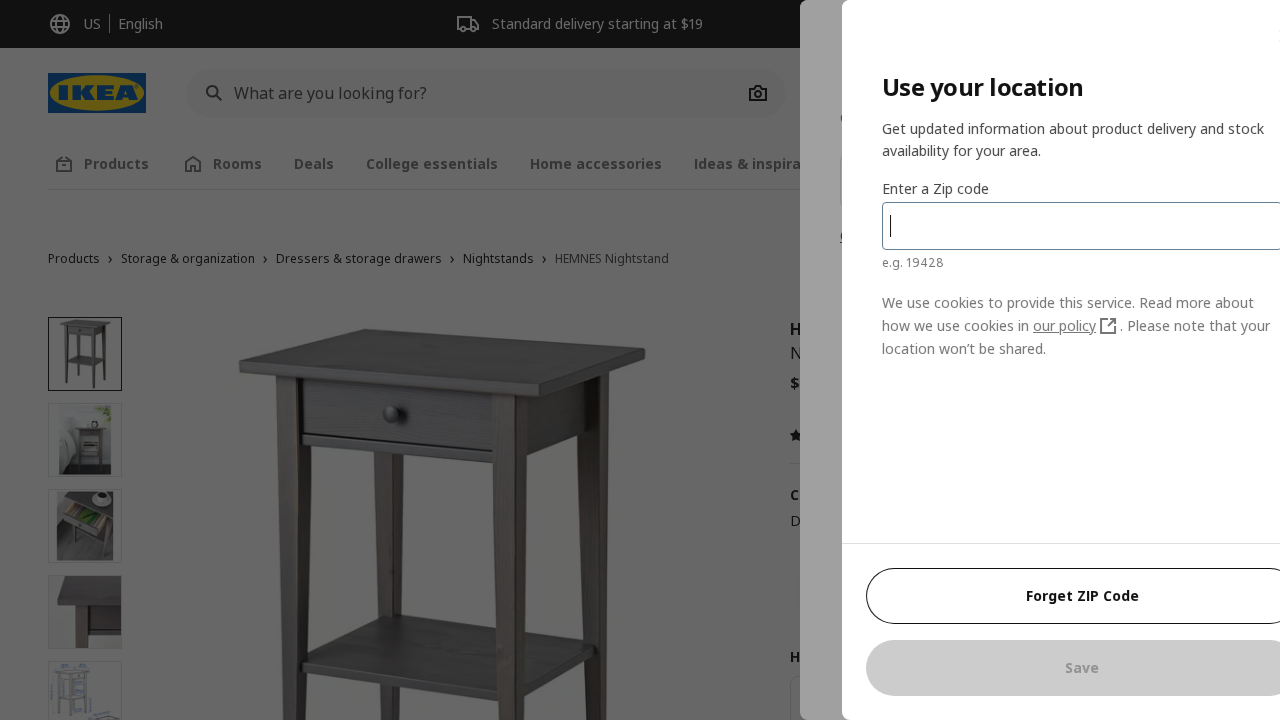 US
English
Standard delivery starting at $19
IKEA
What are you looking for?
Products
Rooms
Deals
College essentials
Home accessories
Ideas & inspira
Products › Storage & organization › Dressers & storage drawers › Nightstands › HEMNES Nightstand
H
N
$
C
D
H
Use your location
Get updated information about product delivery and stock
availability for your area.
Enter a Zip code
e.g. 19428
We use cookies to provide this service. Read more about
how we use cookies in our policy . Please note that your
location won’t be shared.
Forget ZIP Code
Save